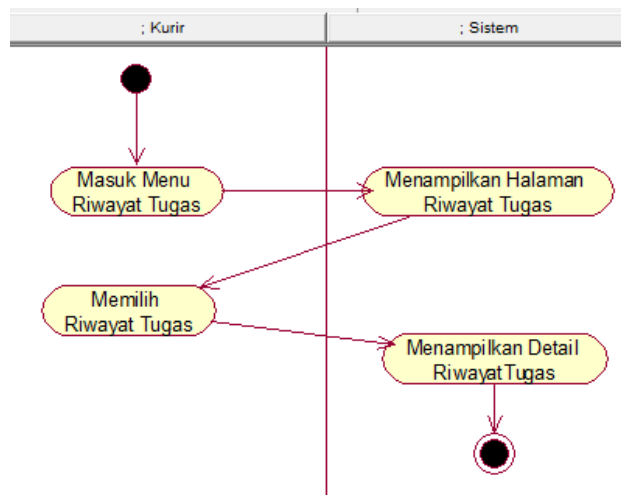 ; Kurir
; Sistem
Masuk Menu
Riwayat Tugas
Menampilkan Halaman
Riwayat Tugas
Memilih
Riwayat Tugas
Menampilkan Detail
RiwayatTugas